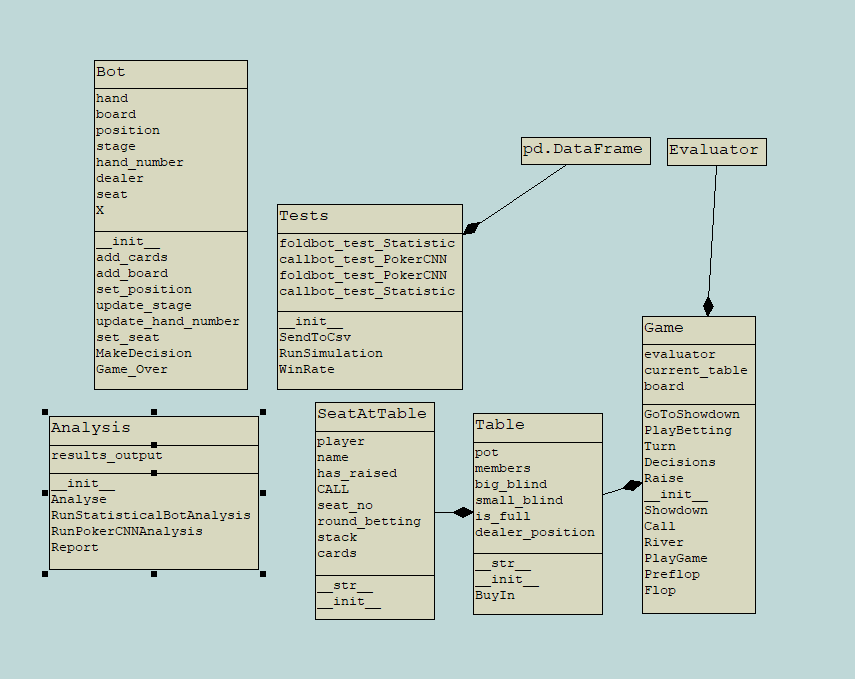 Bot
hand
board
position
stage
hand_number
dealer
seat
X
__init__
add_cards
add_board
set_position
update_stage
update_hand_number
set_seat
MakeDecision
Game_Over
pd.DataFrame
Evaluator
Tests
foldbot_test_Statistic
callbot_test_PokerCNN
foldbot_test_PokerCNN
callbot_test_Statistic
__init__
SendToCsv
RunSimulation
WinRate
Analysis
results_output
__init__
Analyse
RunStatisticalBotAnalysis
RunPokerCNNAnalysis
Report
SeatAtTable
player
name
has_raised
CALL
seat_no
round_betting
stack
cards
__str__
__init__
Table
pot
members
big_blind
small_blind
is_full
dealer_position
__str__
__init__
BuyIn
Game
evaluator
current_table
board
GoToShowdown
PlayBetting
Turn
Decisions
Raise
__init__
Showdown
Call
River
PlayGame
Preflop
Flop